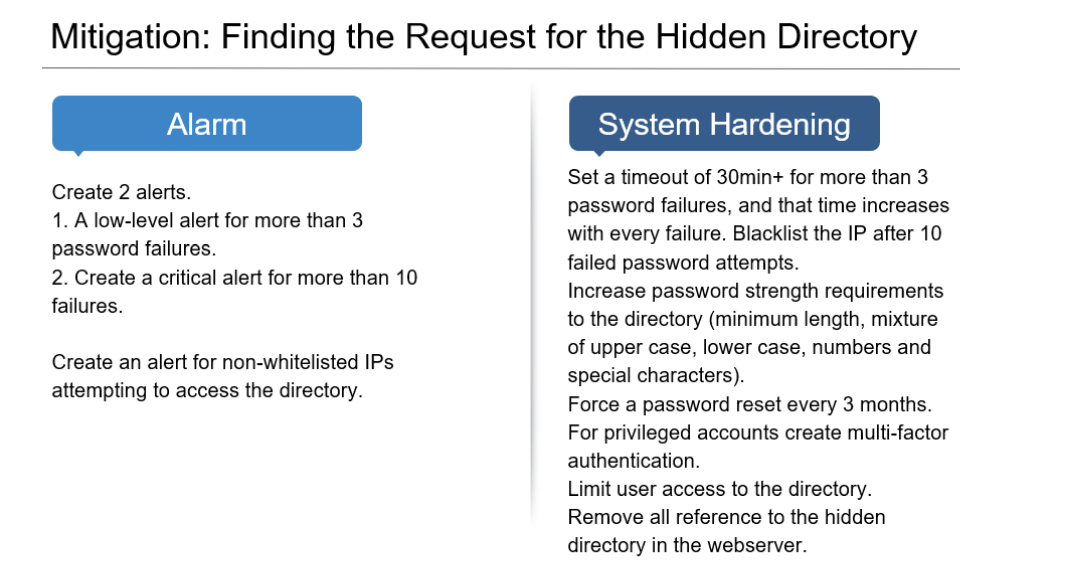 Mitigation: Finding the Request for the Hidden Directory
Alarm
Create 2 alerts.
1. A low-level alert for more than 3
password failures.
2. Create a critical alert for more than 10
failures.
Create an alert for non-whitelisted IPs
attempting to access the directory.
System Hardening
Set a timeout of 30min+ for more than 3
password failures, and that time increases
with every failure. Blacklist the IP after 10
failed password attempts.
Increase password strength requirements
to the directory (minimum length, mixture
of upper case, lower case, numbers and
special characters).
Force a password reset every 3 months.
For privileged accounts create multi-factor
authentication.
Limit user access to the directory.
Remove all reference to the hidden
directory in the webserver.